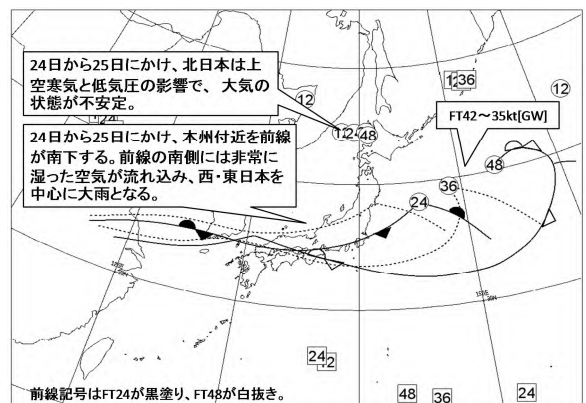 24日から25日にかけ、北日本は上
空寒気と低気圧の影響で、大気の
状態が不安定。
24日から25日にかけ、本州付近を前線
が南下する。前線の南側には非常に
湿った空気が流れ込み、西・東日本を
中心に大雨となる。
FT42～35kt[GW]
12
12
24
48
12
36
12
48
36
24
24
12
48
36
24
前線記号はFT24が黒塗り、FT48が白抜き。